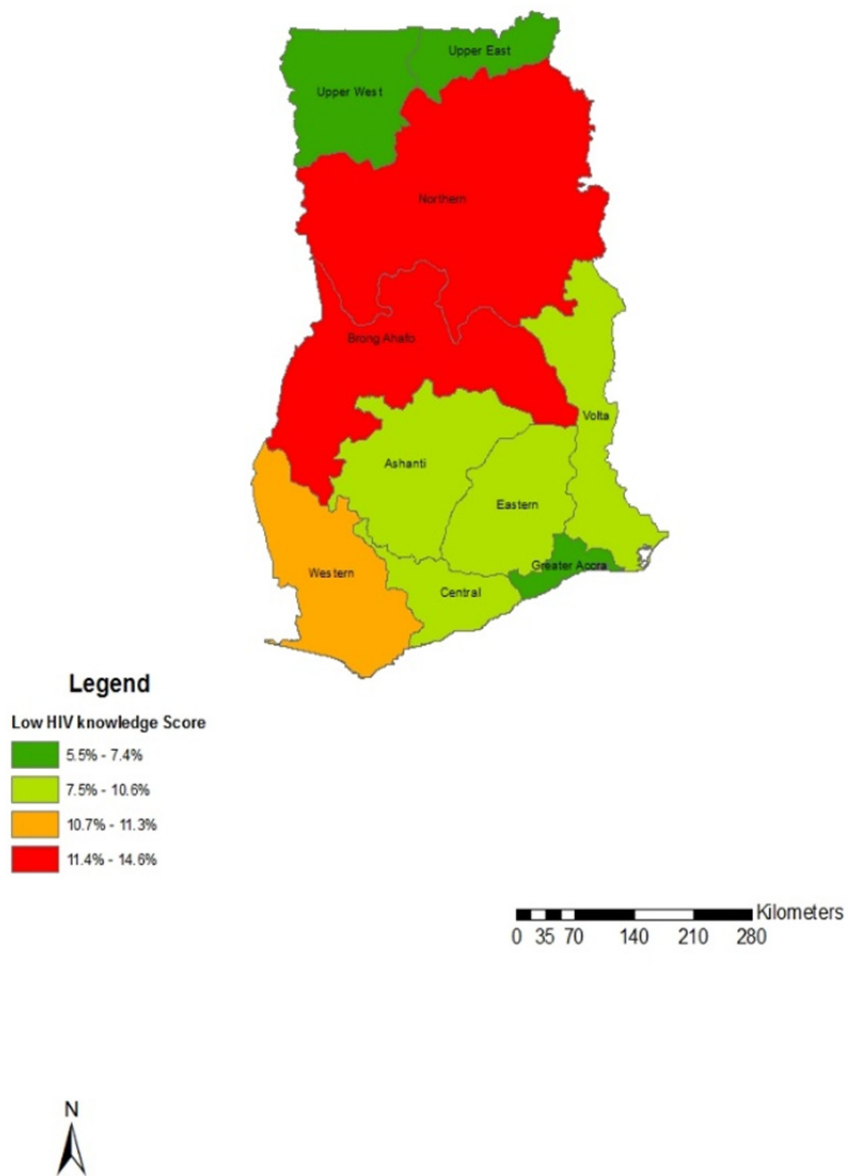 Upper East
Upper West
Northern
Brong Ahafo
Volta
Ashanti
Eastern
Greater Accra
Western
Central
Legend
Low HIV knowledge Score
5.5% - 7.4%
7.5% - 10.6%
10.7% - 11.3%
11.4% - 14.6%
Kilometers
0 35 70 140 210 280
N